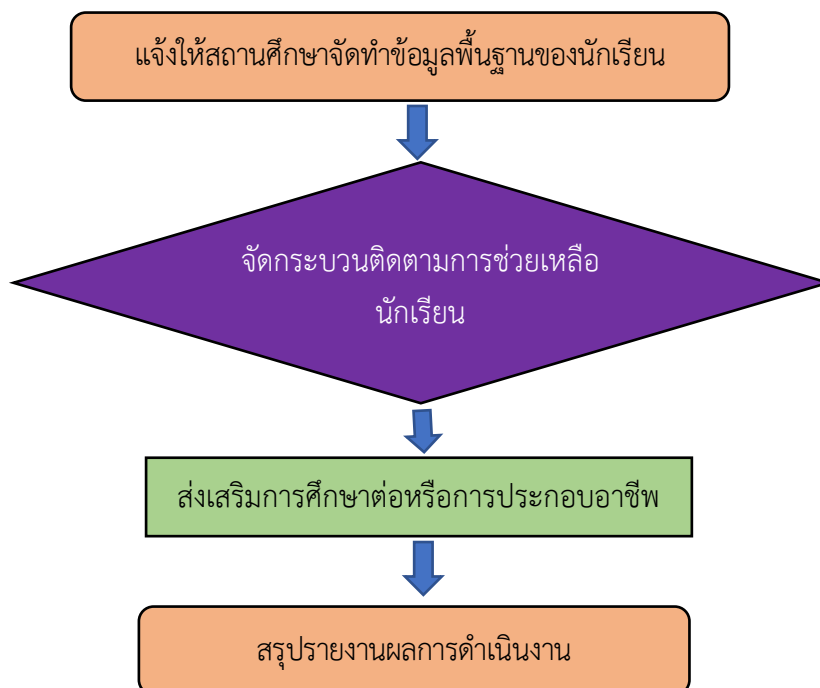 แจ้งให้สถานศึกษาจัดทำข้อมูลพื้นฐานของนักเรียน
จัดกระบวนติดตามการช่วยเหลือ
นักเรียน
ส่งเสริมการศึกษาต่อหรือการประกอบอาชีพ
สรุปรายงานผลการดำเนินงาน